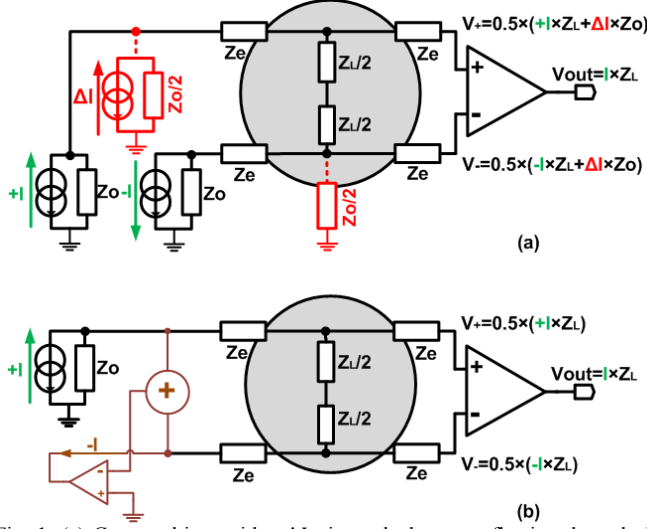 Ze
Ze
V+=0.5×(+I×ZL+ΔI×Zo)
ZL/2
ΔI
Zo/2
+
Vout=I×ZL
ZL/2
-
+I
Zo
-I
Zo
Ze
Ze
V-=0.5×(-I×ZL+ΔI×Zo)
Zo/2
(a)
V+=0.5×(+I×ZL)
Ze
Ze
+I
Zo
ZL/2
+
Vout=I×ZL
+
ZL/2
-
-I
-
+
Ze
Ze
V-=0.5×(-I×ZL)
(b)